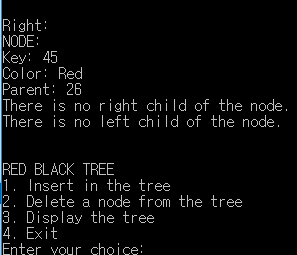 Right:
NODE:
Key: 45
Color: Red
Parent: 26
There is no right child of the node.
There is no left child of the node.
RED BLACK TREE
1. Insert in the tree
2. Delete a node from the tree
3. Display the tree
4. Exit
Enter your choice: